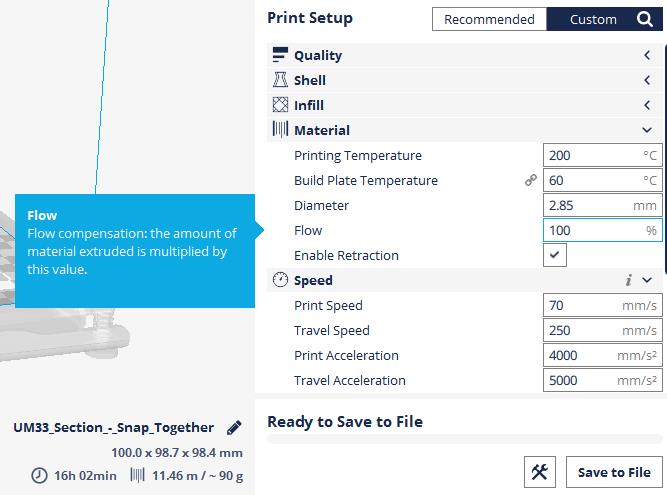 Print Setup
Recommended
Custom
Quality
Shell
Infill
Material
Printing Temperature 200 °C
Build Plate Temperature 60 °C
Diameter 2.85 mm
Flow 100 %
Enable Retraction
Flow
Flow compensation: the amount of
material extruded is multiplied by
this value.
Speed i
Print Speed 70 mm/s
Travel Speed 250 mm/s
Print Acceleration 4000 mm/s²
Travel Acceleration 5000 mm/s²
UM33_Section_-_Snap_Together
100.0 x 98.7 x 98.4 mm
16h 02min 11.46 m / ~ 90 g
Ready to Save to File
Save to File